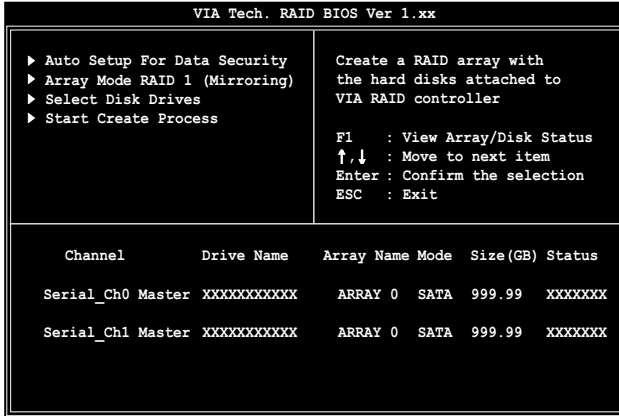 VIA Tech. RAID BIOS Ver 1.xx
Auto Setup For Data Security
Array Mode RAID 1 (Mirroring)
Select Disk Drives
Start Create Process
Create a RAID array with
the hard disks attached to
VIA RAID controller
F1 : View Array/Disk Status
↑,↓ : Move to next item
Enter : Confirm the selection
ESC : Exit
Channel Drive Name Array Name Mode Size(GB) Status
Serial_Ch0 Master XXXXXXXXXXX ARRAY 0 SATA 999.99 XXXXXXX
Serial_Ch1 Master XXXXXXXXXXX ARRAY 0 SATA 999.99 XXXXXXX